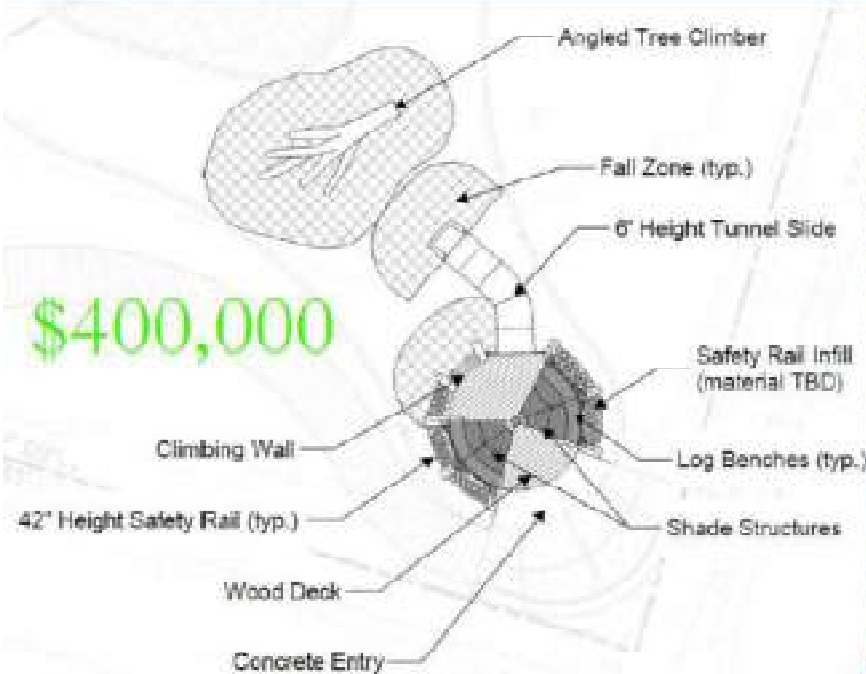 Angled Tree Climber
Fall Zone (typ.)
6' Height Tunnel Slide
$400,000
Safety Rail Infill
(material TBD)
Climbing Wall
Log Benches (typ.)
42" Height Safety Rail (typ.)
Shade Structures
Wood Deck
Concrete Entry